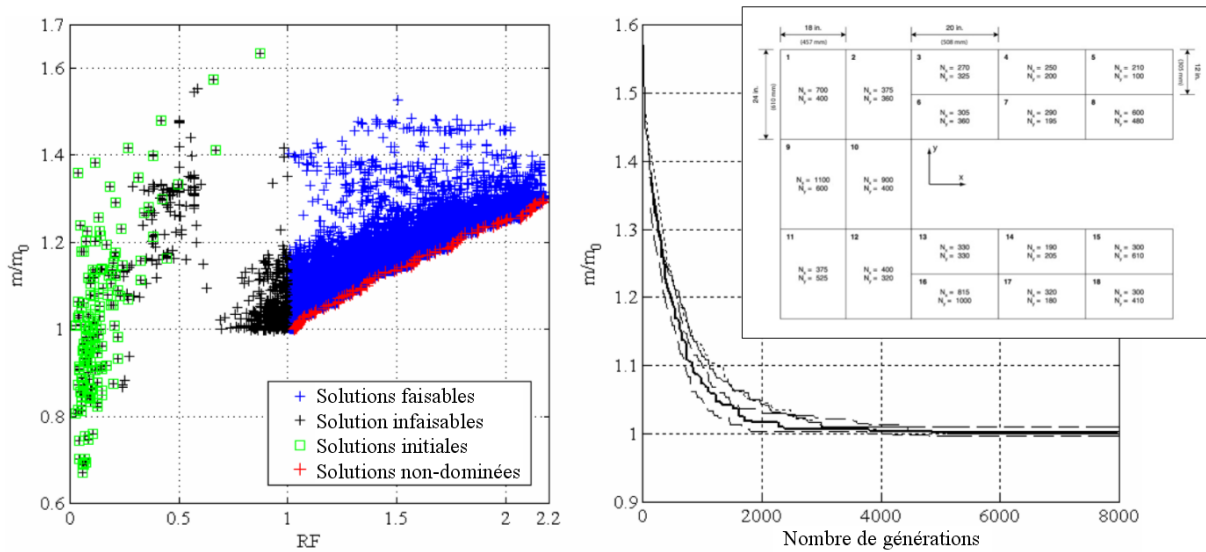 1.7
1.6
1.4
1.2
1
0.8
0.6
m/m0
0
0.5
1
1.5
2
2.2
RF
Solutions faisables
Solution infaisables
Solutions initiales
Solutions non-dominées
1.6
1.5
1.4
1.3
1.2
1.1
1
0.9
m/m0
0
2000
4000
6000
8000
Nombre de générations
18 in.
(457 mm)
20 in.
(508 mm)
24 in.
(610 mm)
12 in.
(305 mm)
1
Nx = 700
Ny = 400
2
Nx = 375
Ny = 360
3
Nx = 270
Ny = 325
4
Nx = 250
Ny = 200
5
Nx = 210
Ny = 100
6
Nx = 305
Ny = 360
7
Nx = 290
Ny = 195
8
Nx = 600
Ny = 480
9
Nx = 1100
Ny = 600
10
Nx = 900
Ny = 400
y
x
11
Nx = 375
Ny = 525
12
Nx = 400
Ny = 320
13
Nx = 330
Ny = 330
14
Nx = 190
Ny = 205
15
Nx = 300
Ny = 610
16
Nx = 815
Ny = 1000
17
Nx = 320
Ny = 180
18
Nx = 300
Ny = 410